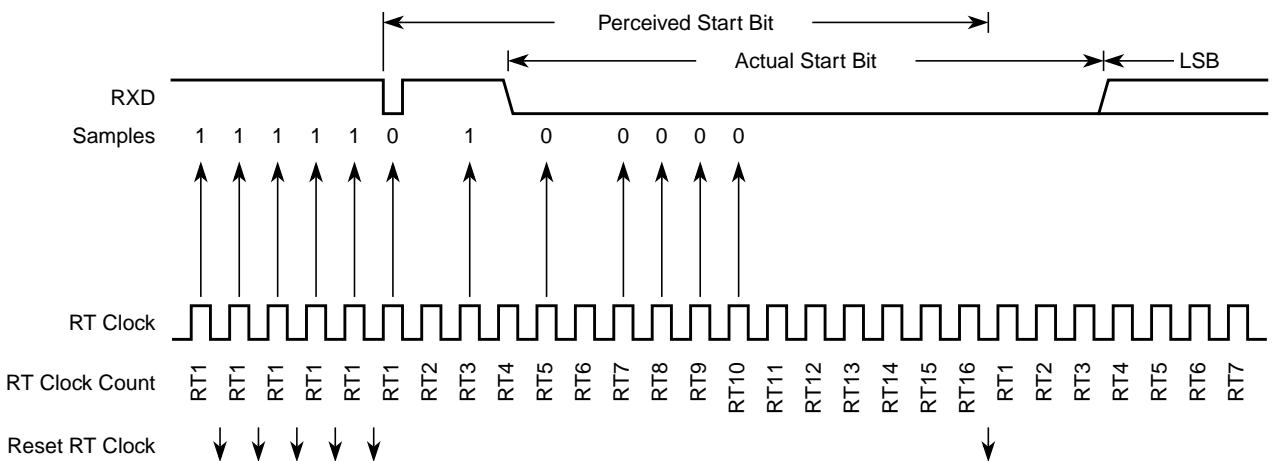 Perceived Start Bit
Actual Start Bit
LSB
RXD
Samples 1 1 1 1 1 0 1 0 0 0 0 0
RT Clock
RT Clock Count RT1 RT1 RT1 RT1 RT1 RT1 RT2 RT3 RT4 RT5 RT6 RT7 RT8 RT9 RT10 RT11 RT12 RT13 RT14 RT15 RT16 RT1 RT2 RT3 RT4 RT5 RT6 RT7
Reset RT Clock